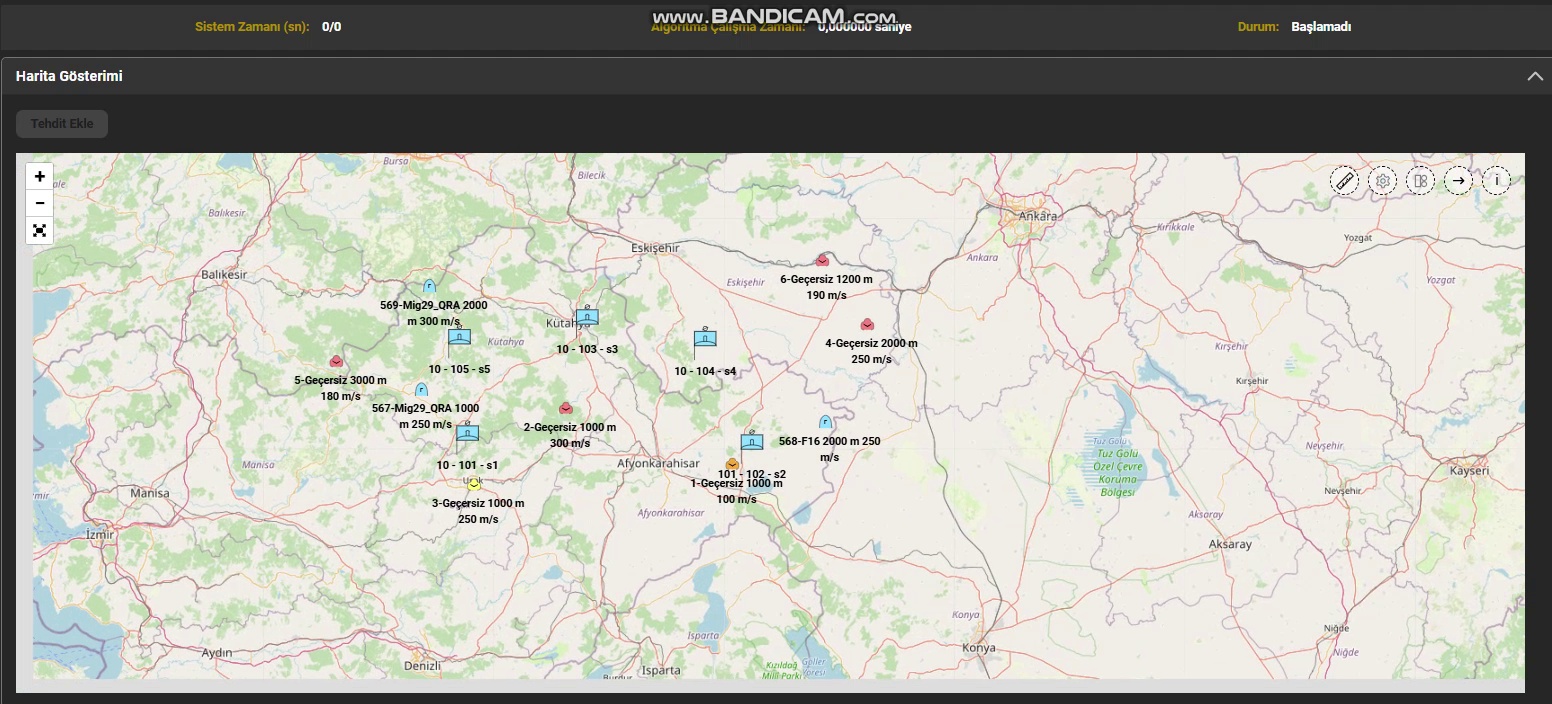 www.BANDICAM.com
Sistem Zamanı (sn): 0/0
Algoritma Çalışma Zamanı: 0,000000 saniye
Durum: Başlamadı
Harita Gösterimi
Tehdit Ekle
+
−
Bursa
Bilecik
Ankara
Kırıkkale
Yozgat
Balıkesir
Eskişehir
Ankara
Balıkesir
Eskişehir
6-Geçersiz 1200 m
190 m/s
Yozgat
569-Mig29_QRA 2000
m 300 m/s
Kütahya
Kütahya
10 - 103 - s3
4-Geçersiz 2000 m
250 m/s
Kırşehir
10 - 105 - s5
10 - 104 - s4
5-Geçersiz 3000 m
180 m/s
Kırşehir
567-Mig29_QRA 1000
m 250 m/s
2-Geçersiz 1000 m
300 m/s
568-F16 2000 m 250
m/s
Tuz Gölü
Özel Çevre
Koruma
Bölgesi
Nevşehir
Manisa
10 - 101 - s1
Afyonkarahisar
101 - 102 - s2
1-Geçersiz 1000 m
100 m/s
Kayseri
Manisa
3-Geçersiz 1000 m
250 m/s
Afyonkarahisar
Nevşehir
Aksaray
İzmir
Aksaray
Konya
Niğde
Isparta
Konya
Niğde
Aydın
Denizli
Isparta
Kızıldağ
Milli Parkı
Göller
Burdur